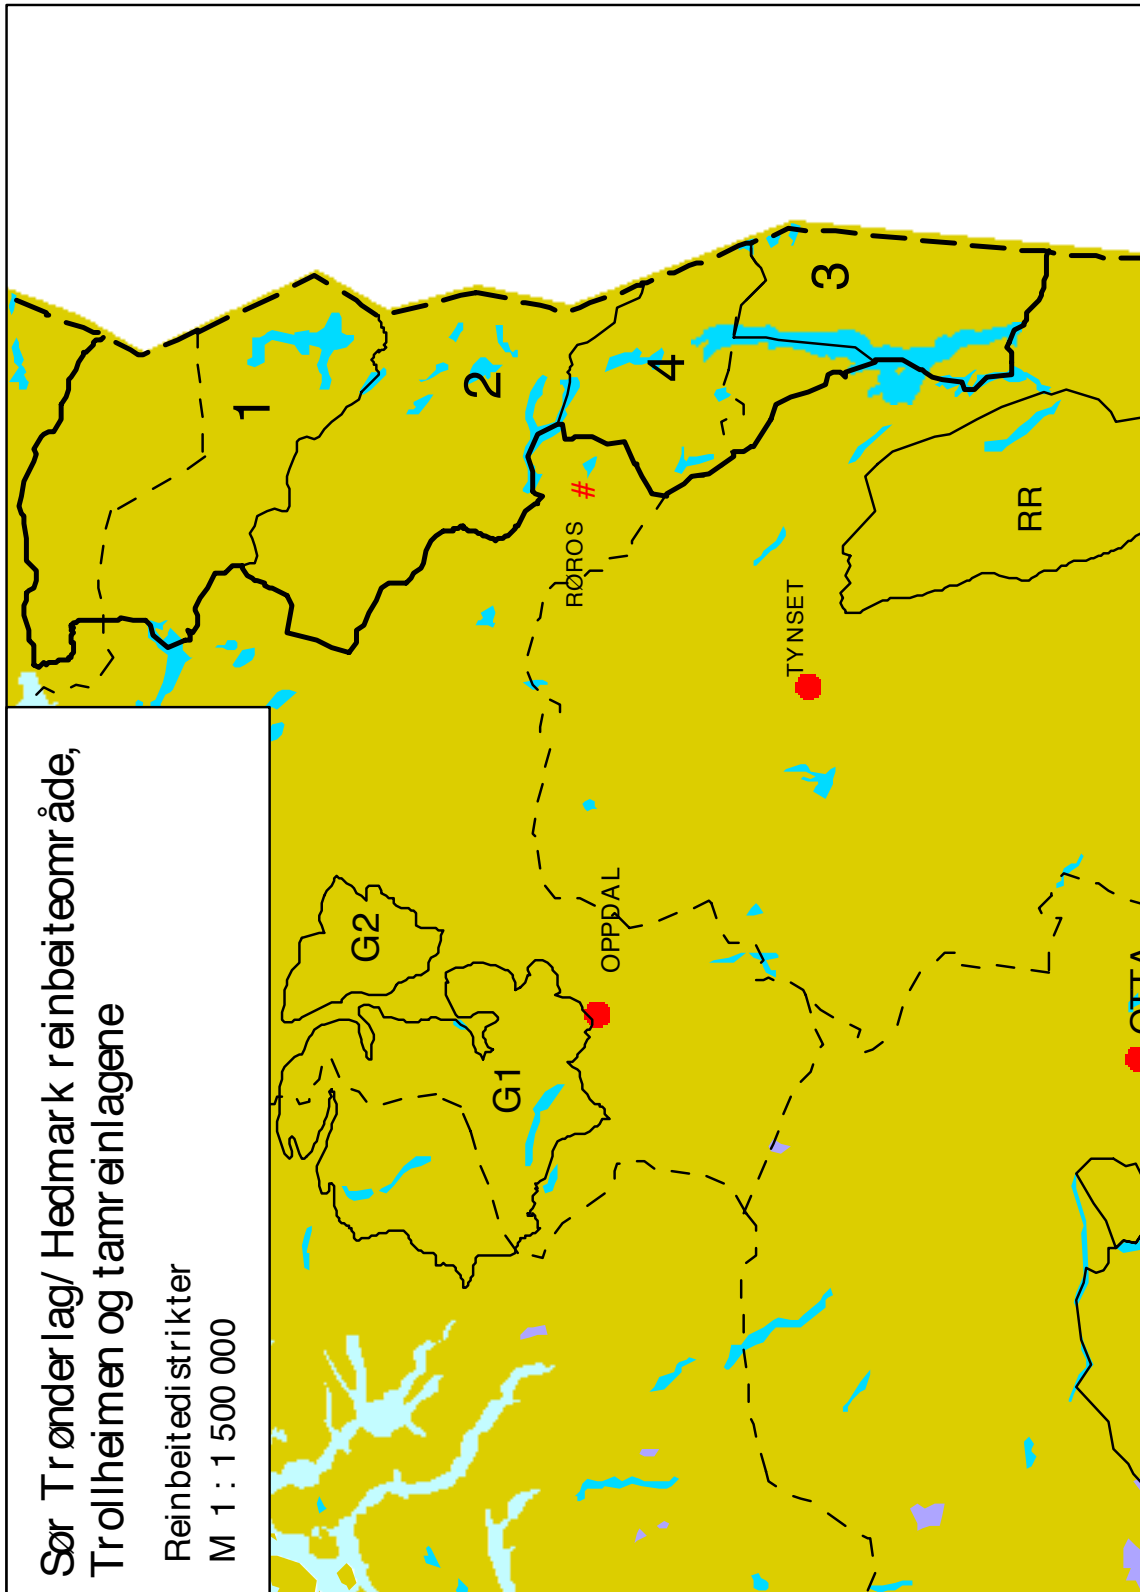 Sør Trønderlag/ Hedmark reinbeiteområde,
Trollheimen og tamreinlagene
Reinbeitedistrikter
M 1 : 1 500 000
1
2
4
3
#
RØROS
RR
TYNSET
G2
OPPDAL
G1
OTTA